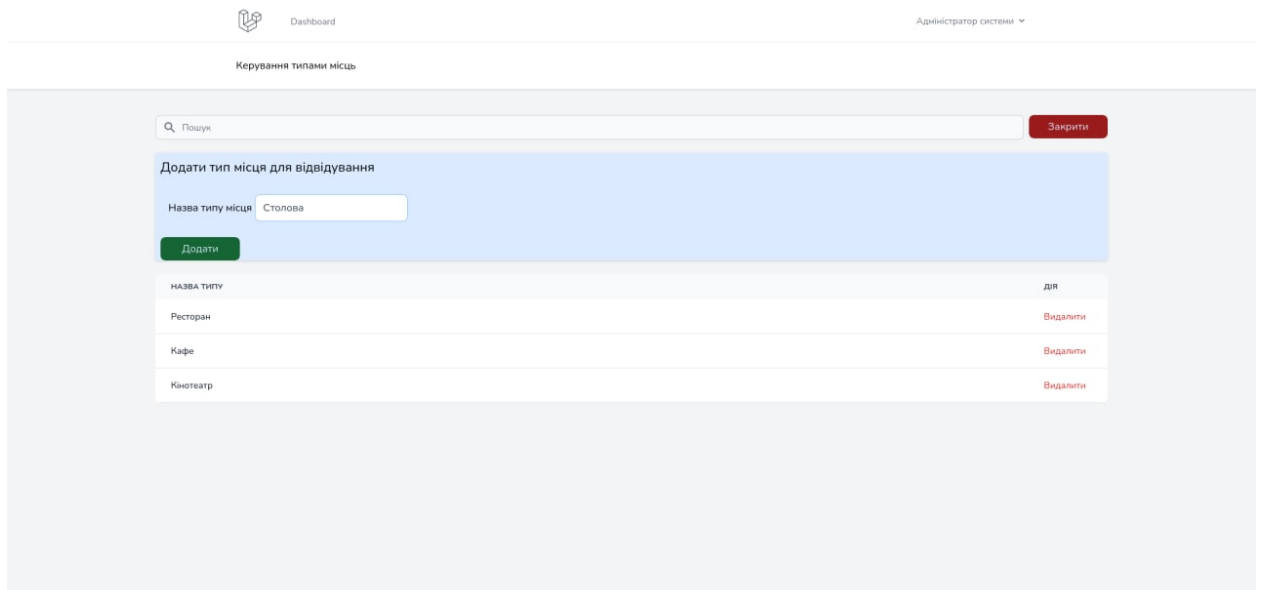 Dashboard Адміністратор системи
Керування типами місць
Пошук Закрити
Додати тип місця для відвідування
Назва типу місця Столова
Додати
НАЗВА ТИПУ ДІЯ
Ресторан Видалити
Кафе Видалити
Кінотеатр Видалити